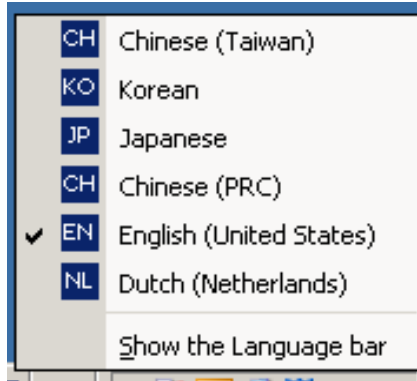 CH Chinese (Taiwan)
KO Korean
JP Japanese
CH Chinese (PRC)
EN English (United States)
NL Dutch (Netherlands)
Show the Language bar